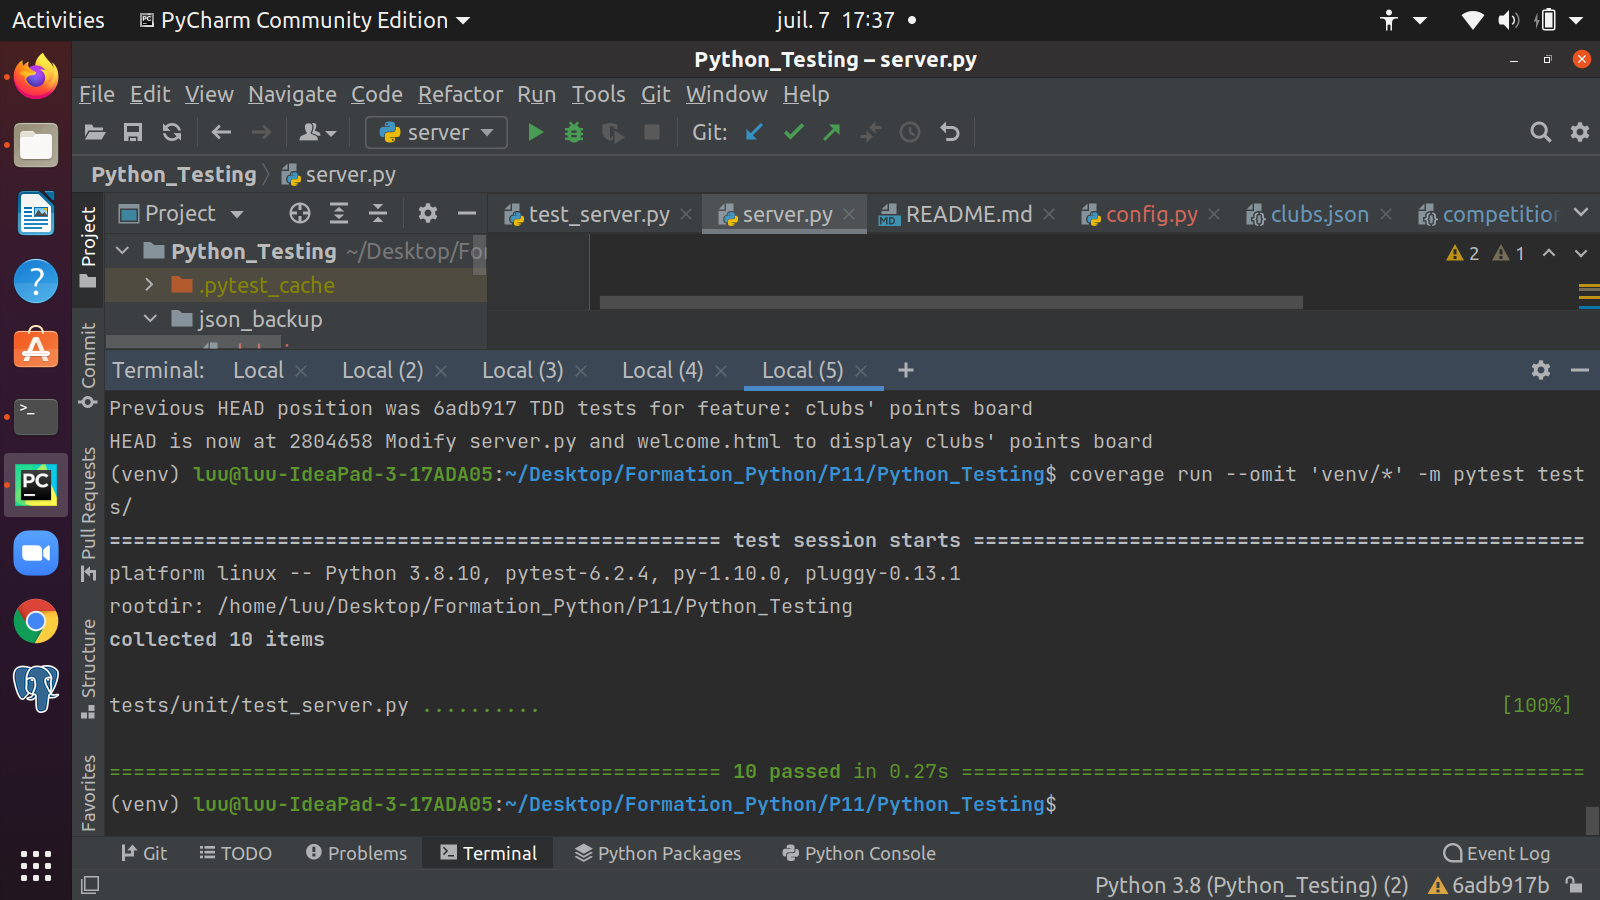 Activities PyCharm Community Edition juil. 7 17:37
Python_Testing – server.py
File Edit View Navigate Code Refactor Run Tools Git Window Help
server Git:
Python_Testing server.py
Project test_server.py server.py README.md config.py clubs.json
Project
Python_Testing ~/Desktop/For 2 1
.pytest_cache
json_backup
Commit
Terminal: Local Local (2) Local (3) Local (4) Local (5) +
Previous HEAD position was 6adb917 TDD tests for feature: clubs' points board
HEAD is now at 2804658 Modify server.py and welcome.html to display clubs' points board
(venv) luu@luu-IdeaPad-3-17ADA05:~/Desktop/Formation_Python/P11/Python_Testing$ coverage run --omit 'venv/*' -m pytest test
s/
Pull Requests
=================================================== test session starts ===================================================
platform linux -- Python 3.8.10, pytest-6.2.4, py-1.10.0, pluggy-0.13.1
rootdir: /home/luu/Desktop/Formation_Python/P11/Python_Testing
collected 10 items
Structure
tests/unit/test_server.py .......... [100%]
Favorites
=================================================== 10 passed in 0.27s ====================================================
(venv) luu@luu-IdeaPad-3-17ADA05:~/Desktop/Formation_Python/P11/Python_Testing$
Git TODO Problems Terminal Python Packages Python Console Event Log
Python 3.8 (Python_Testing) (2) 6adb917b